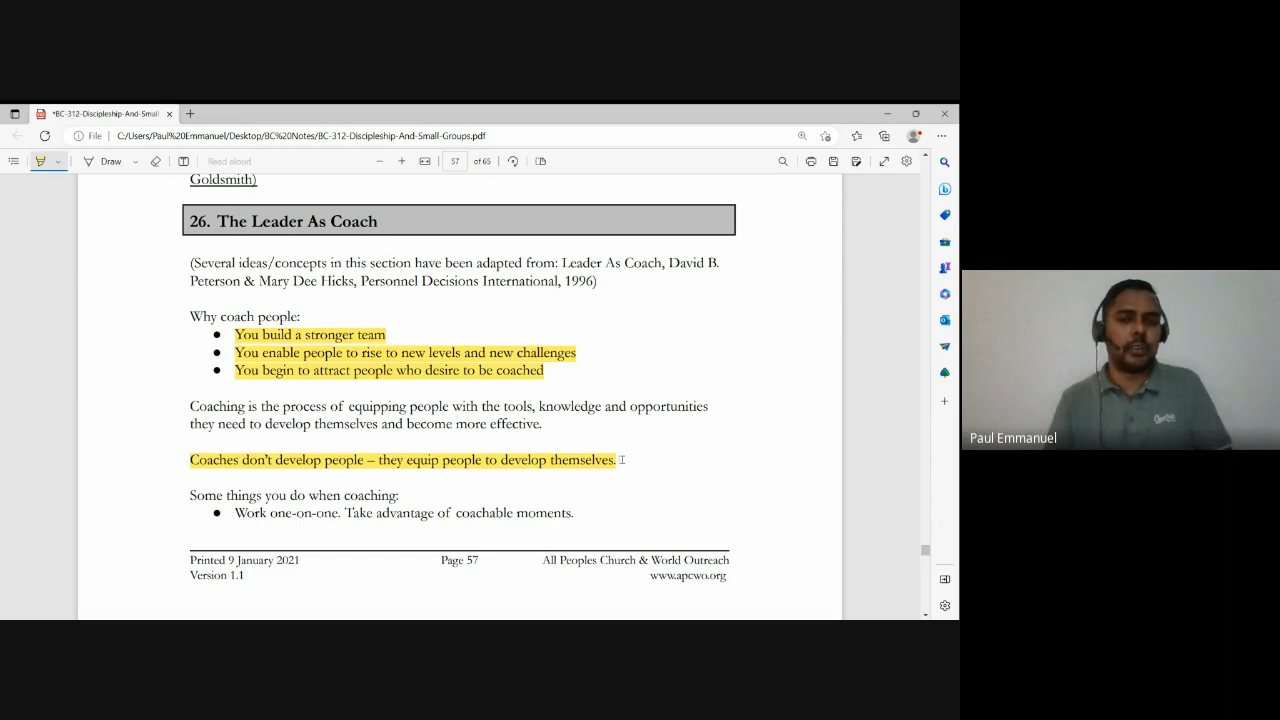 *BC-312-Discipleship-And-Small
File
C:/Users/Paul%20Emmanuel/Desktop/BC%20Notes/BC-312-Discipleship-And-Small-Groups.pdf
Draw
Read aloud
57 of 65
Goldsmith)
26. The Leader As Coach
(Several ideas/concepts in this section have been adapted from: Leader As Coach, David B.
Peterson & Mary Dee Hicks, Personnel Decisions International, 1996)
Why coach people:
● You build a stronger team
● You enable people to rise to new levels and new challenges
● You begin to attract people who desire to be coached
Coaching is the process of equipping people with the tools, knowledge and opportunities
they need to develop themselves and become more effective.
Coaches don't develop people – they equip people to develop themselves.
Some things you do when coaching:
● Work one-on-one. Take advantage of coachable moments.
Printed 9 January 2021 Page 57 All Peoples Church & World Outreach
Version 1.1 www.apcwo.org
Paul Emmanuel